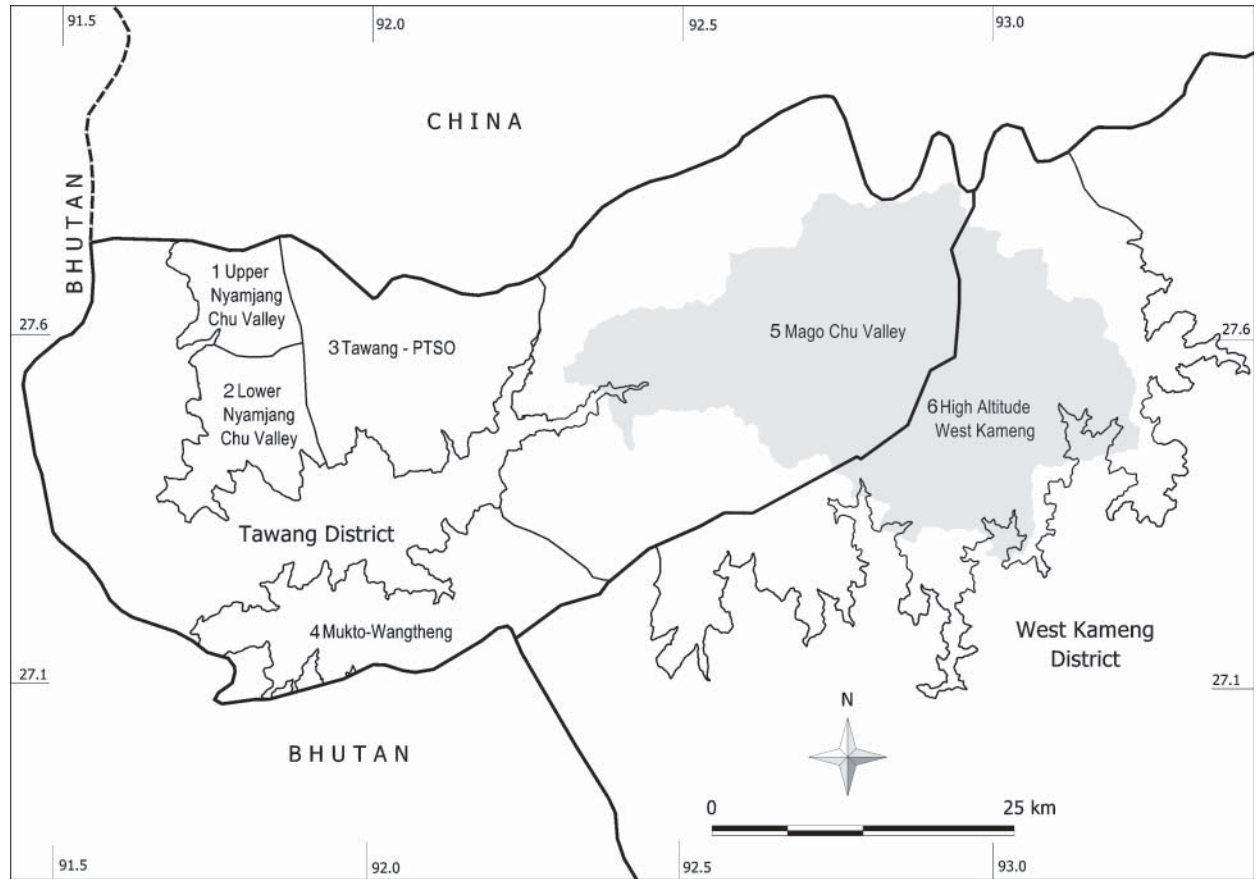 91.5
92.0
92.5
93.0
CHINA
BHUTAN
1 Upper
Nyamjang
Chu Valley
3 Tawang - PTSO
5 Mago Chu Valley
27.6
27.6
2 Lower
Nyamjang
Chu Valley
6 High Altitude
West Kameng
Tawang District
4 Mukto-Wangtheng
West Kameng
District
27.1
27.1
N
BHUTAN
0
25 km
91.5
92.0
92.5
93.0